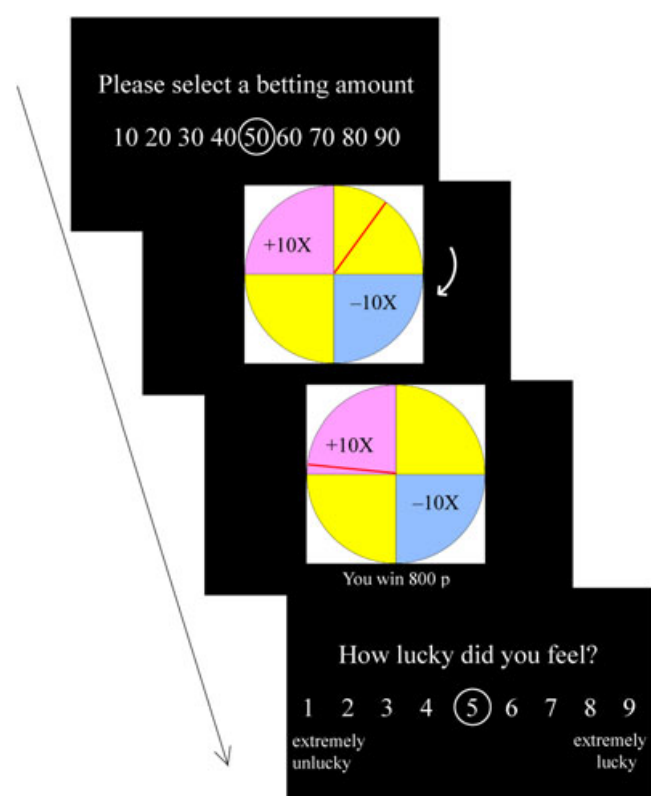 Please select a betting amount
10 20 30 40 50 60 70 80 90
+10X
–10X
+10X
–10X
You win 800 p
How lucky did you feel?
1 2 3 4 5 6 7 8 9
extremely unlucky
extremely lucky